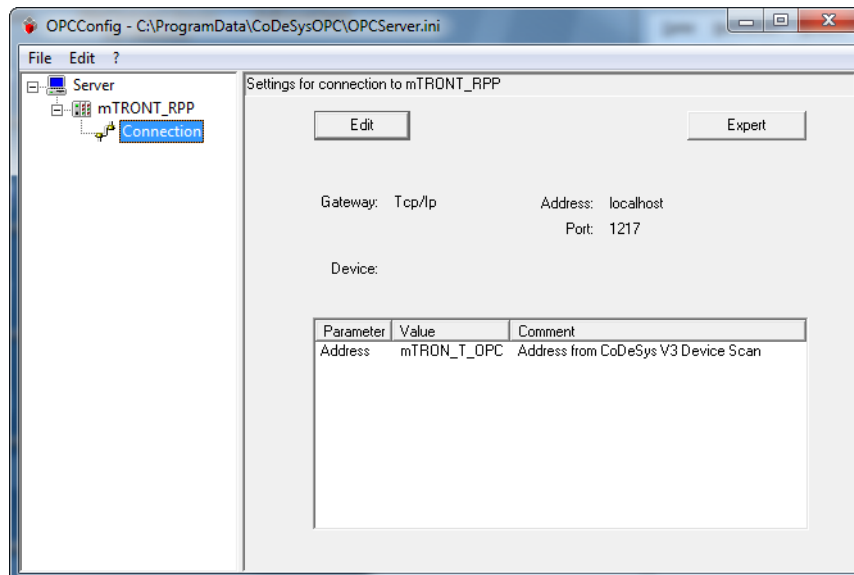 OPCConfig - C:\ProgramData\CoDeSysOPC\OPCServer.ini
File Edit ?
Server
mTRONT_RPP
Connection
Settings for connection to mTRONT_RPP
Edit Expert
Gateway: Tcp/Ip Address: localhost
Port: 1217
Device:
Parameter Value Comment
Address mTRON_T_OPC Address from CoDeSys V3 Device Scan